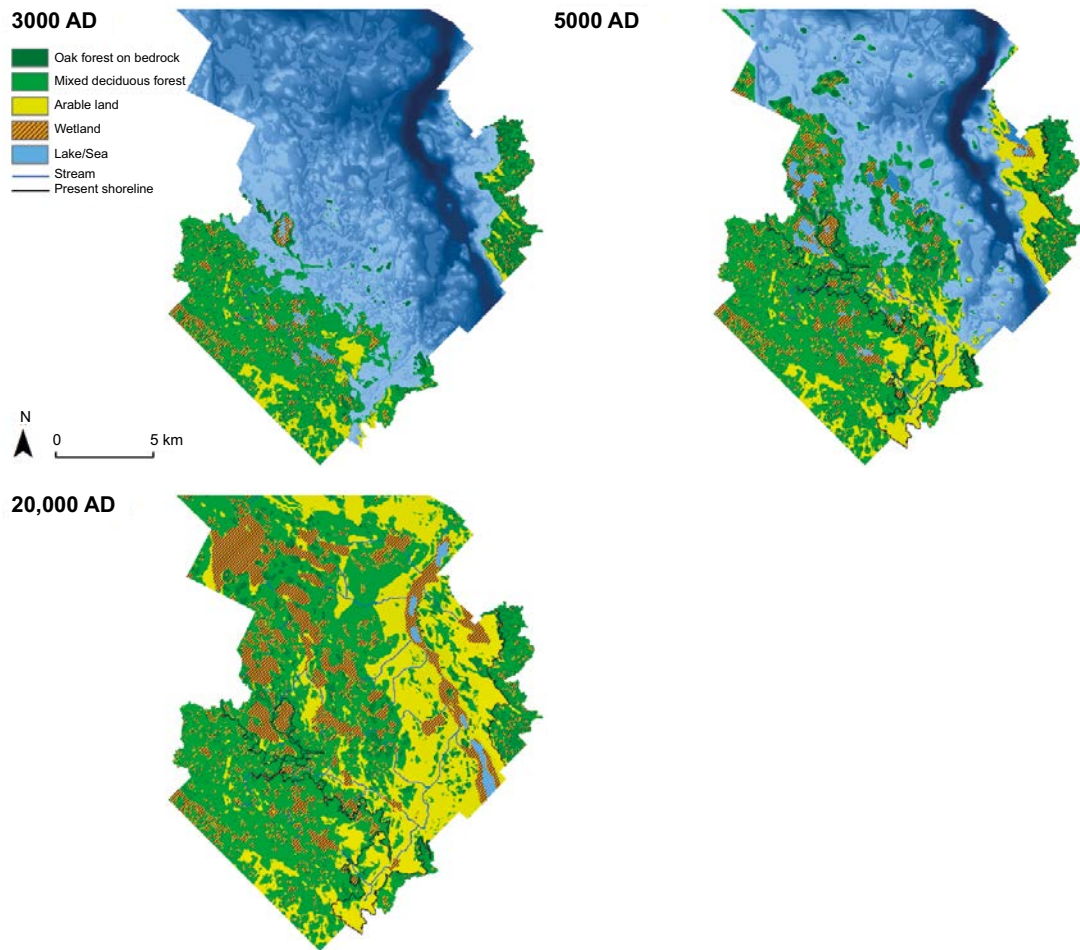 3000 AD
Oak forest on bedrock
Mixed deciduous forest
Arable land
Wetland
Lake/Sea
Stream
Present shoreline
N
0 5 km
5000 AD
20,000 AD